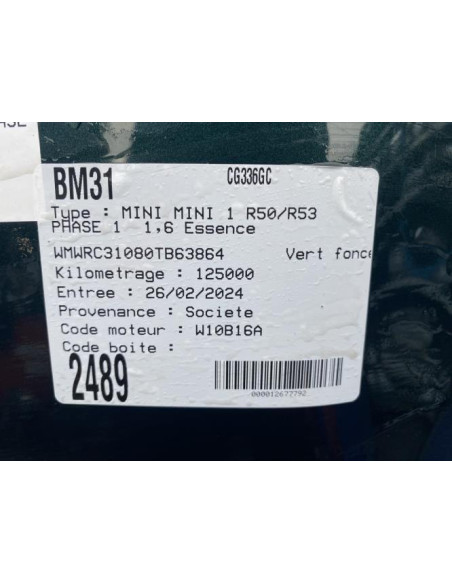 BM31 CG336GC
Type : MINI MINI 1 R50/R53
PHASE 1 1,6 Essence
WMWRC31080TB63864 Vert fonce
Kilometrage : 125000
Entree : 26/02/2024
Provenance : Societe
Code moteur : W10B16A
Code boite :
2489
000012677792